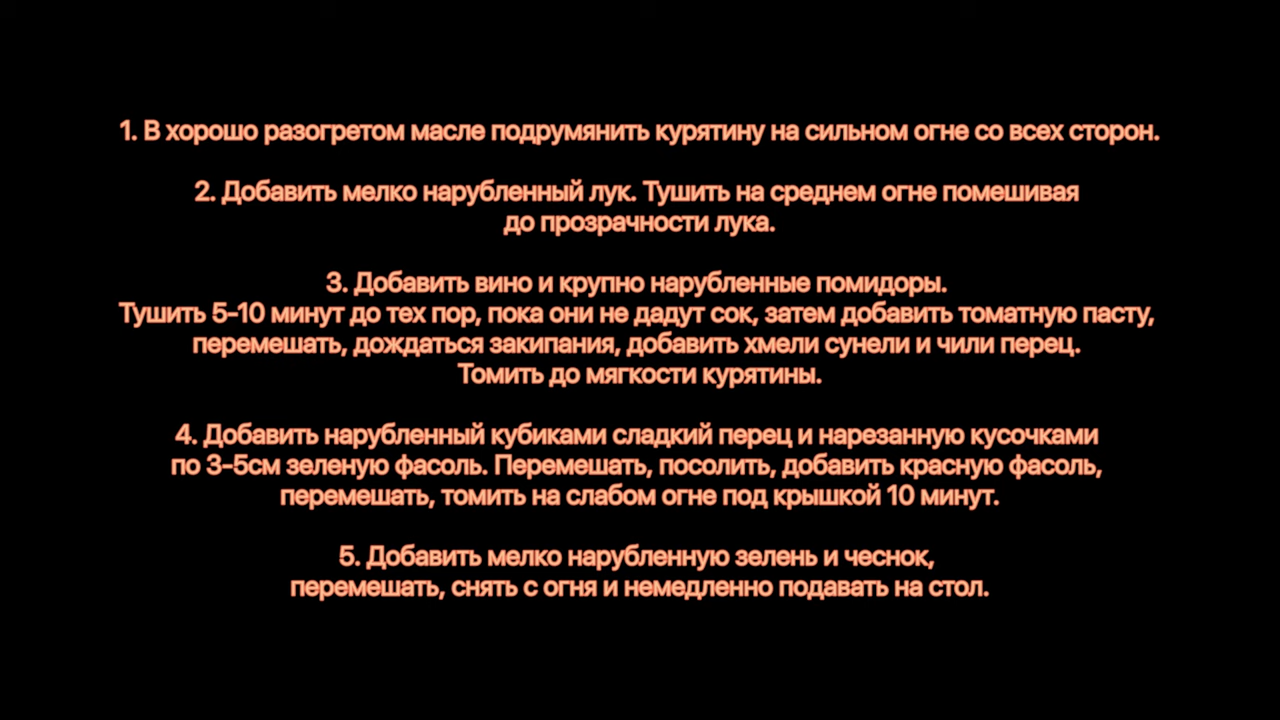 1. В хорошо разогретом масле подрумянить курятину на сильном огне со всех сторон.
2. Добавить мелко нарубленный лук. Тушить на среднем огне помешивая
до прозрачности лука.
3. Добавить вино и крупно нарубленные помидоры.
Тушить 5-10 минут до тех пор, пока они не дадут сок, затем добавить томатную пасту,
перемешать, дождаться закипания, добавить хмели сунели и чили перец.
Томить до мягкости курятины.
4. Добавить нарубленный кубиками сладкий перец и нарезанную кусочками
по 3-5см зеленую фасоль. Перемешать, посолить, добавить красную фасоль,
перемешать, томить на слабом огне под крышкой 10 минут.
5. Добавить мелко нарубленную зелень и чеснок,
перемешать, снять с огня и немедленно подавать на стол.